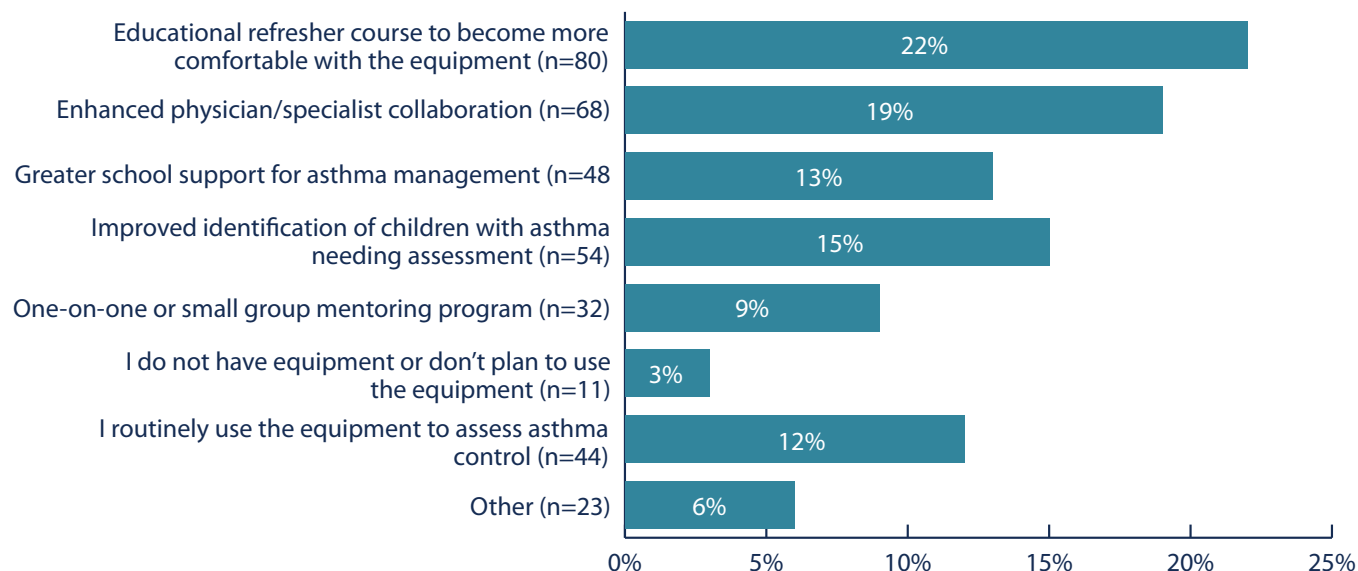 Educational refresher course to become more
comfortable with the equipment (n=80)
22%
Enhanced physician/specialist collaboration (n=68)
19%
Greater school support for asthma management (n=48
13%
Improved identification of children with asthma
needing assessment (n=54)
15%
One-on-one or small group mentoring program (n=32)
9%
I do not have equipment or don’t plan to use
the equipment (n=11)
3%
I routinely use the equipment to assess asthma
control (n=44)
12%
Other (n=23)
6%
0% 5% 10% 15% 20% 25%